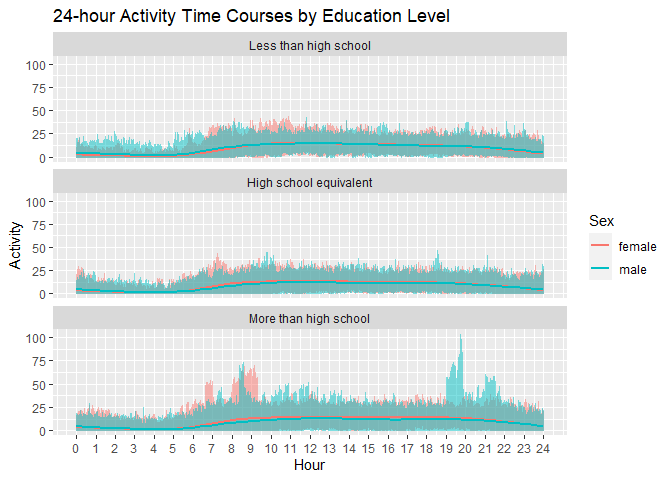 24-hour Activity Time Courses by Education Level
Less than high school
100
75
50
25
0
High school equivalent
100
75
50
25
0
More than high school
100
75
50
25
0
0 1 2 3 4 5 6 7 8 9 10 11 12 13 14 15 16 17 18 19 20 21 22 23 24
Hour
Activity
Sex
female
male